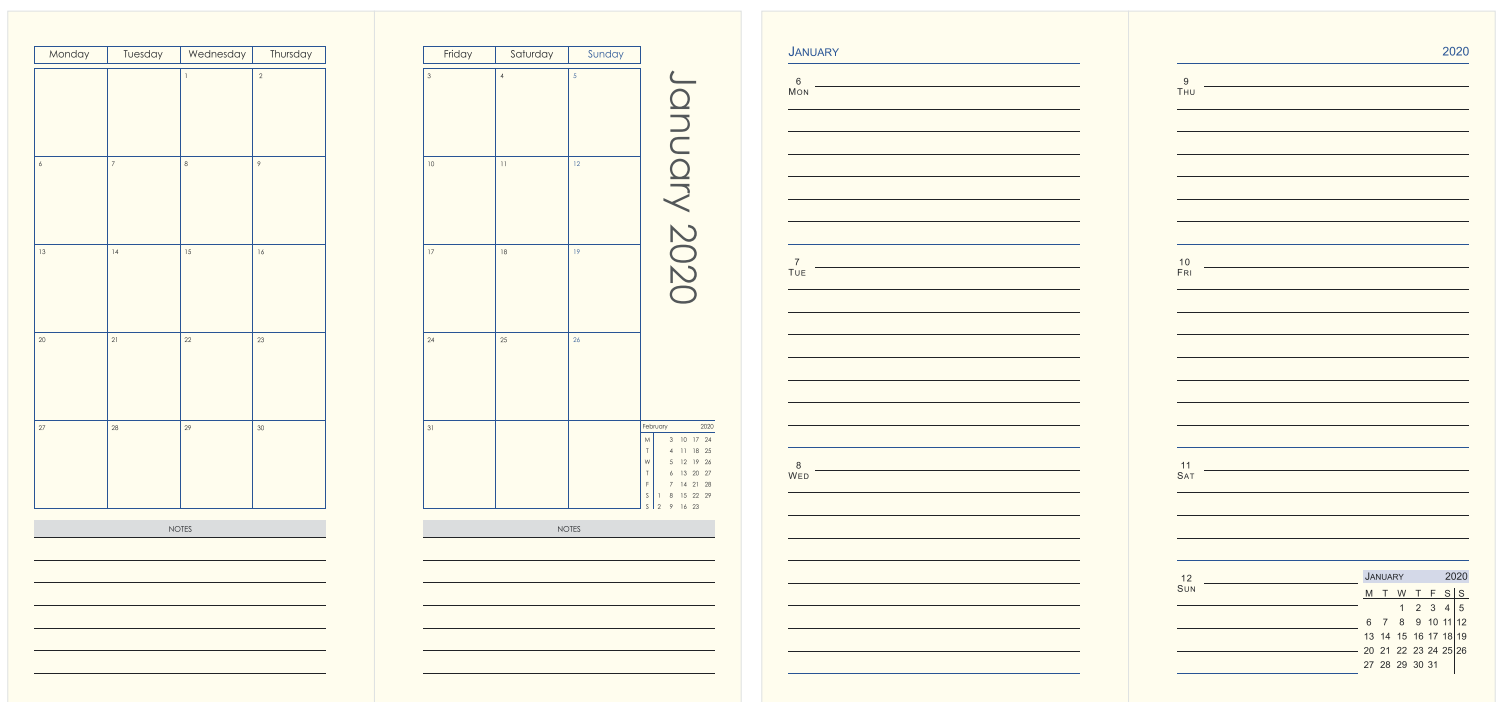 Monday Tuesday Wednesday Thursday
1 2
6 7 8 9
13 14 15 16
20 21 22 23
27 28 29 30
NOTES
Friday Saturday Sunday
3 4 5
10 11 12
17 18 19
24 25 26
31
January 2020
February 2020
M 3 10 17 24
T 4 11 18 25
W 5 12 19 26
T 6 13 20 27
F 7 14 21 28
S 1 8 15 22 29
S 2 9 16 23
NOTES
JANUARY
6
MON
7
TUE
8
WED
2020
9
THU
10
FRI
11
SAT
12
SUN
JANUARY 2020
M T W T F S S
1 2 3 4 5
6 7 8 9 10 11 12
13 14 15 16 17 18 19
20 21 22 23 24 25 26
27 28 29 30 31